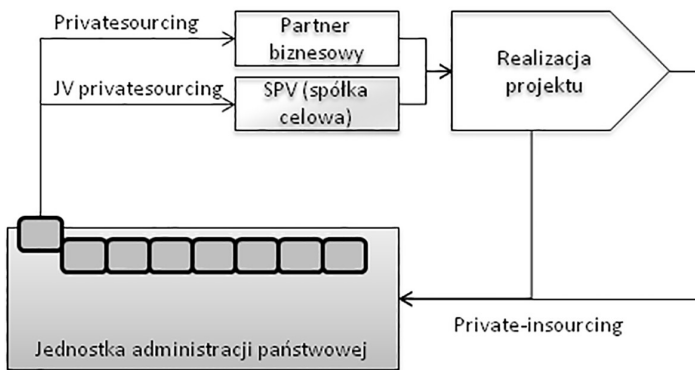 Privatesourcing
Partner
biznesowy
Realizacja
projektu
JV privatesourcing
SPV (spółka
celowa)
Private-insourcing
Jednostka administracji państwowej